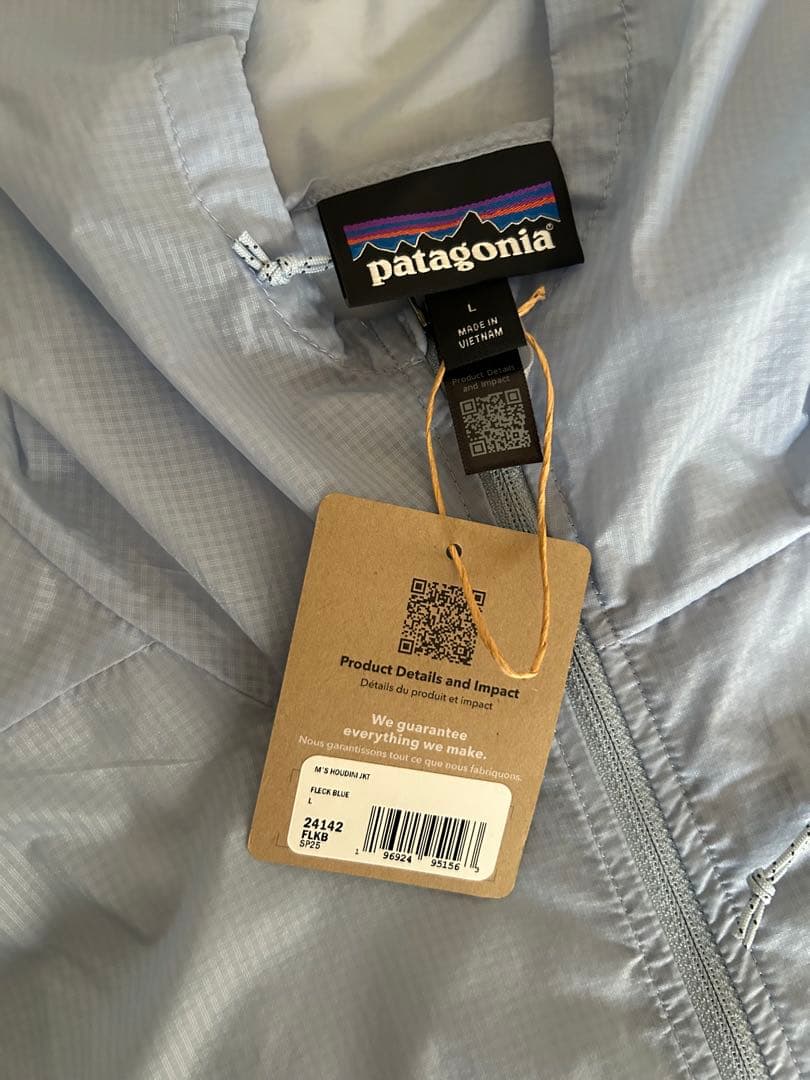 patagonia®
L
MADE IN
VIETNAM
Product Details
and Impact
Product Details and Impact
Détails du produit et impact
We guarantee
everything we make.
Nous garantissons tout ce que nous fabriquons.
M'S HOUDINI JKT
FLECK BLUE
L
24142
FLKB
SP25
1 96924 95156 5